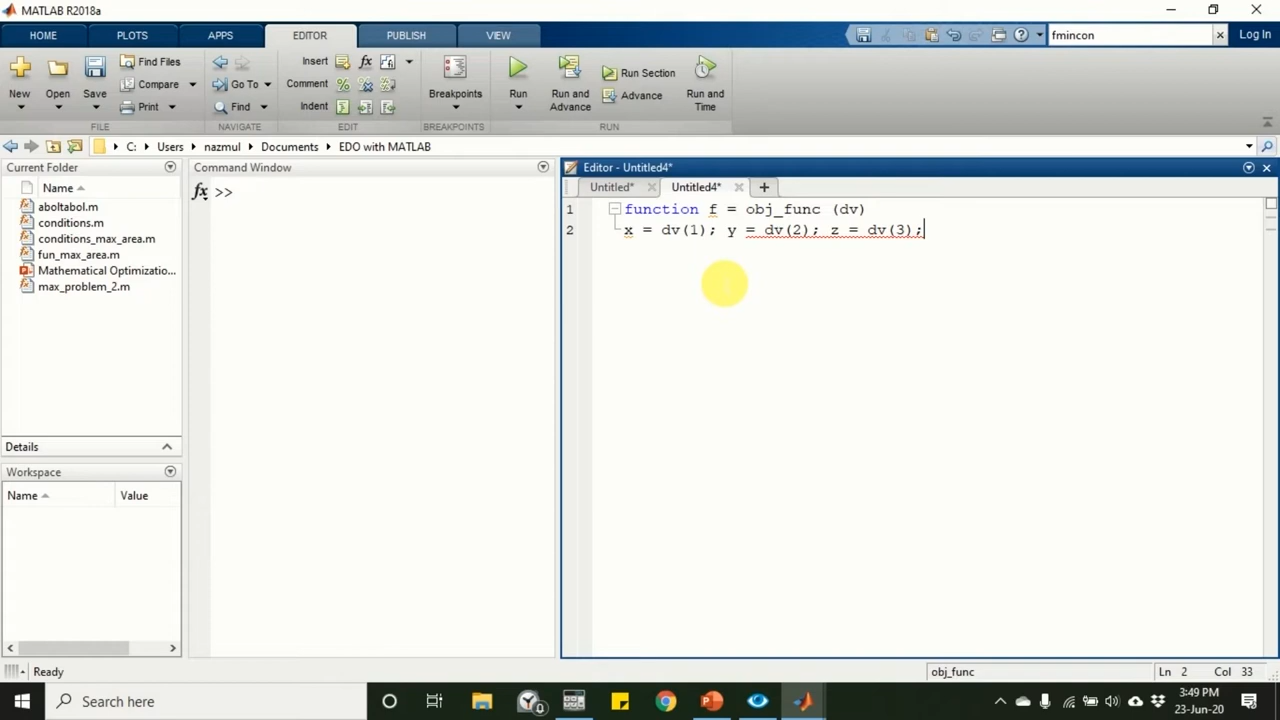 MATLAB R2018a
HOME PLOTS APPS EDITOR PUBLISH VIEW fmincon Log In
New Open Save Find Files Compare Print
Go To Find
Insert Comment Indent
Breakpoints Run Run and Advance Run Section Advance Run and Time
FILE NAVIGATE EDIT BREAKPOINTS RUN
C: Users nazmul Documents EDO with MATLAB
Current Folder
Name
aboltabol.m
conditions.m
conditions_max_area.m
fun_max_area.m
Mathematical Optimizatio...
max_problem_2.m
Details
Workspace
Name Value
Command Window
fx >>
Editor - Untitled4*
Untitled* Untitled4*
1 function f = obj_func (dv)
2 x = dv(1); y = dv(2); z = dv(3);
Ready obj_func Ln 2 Col 33
Search here
3:49 PM
23-Jun-20